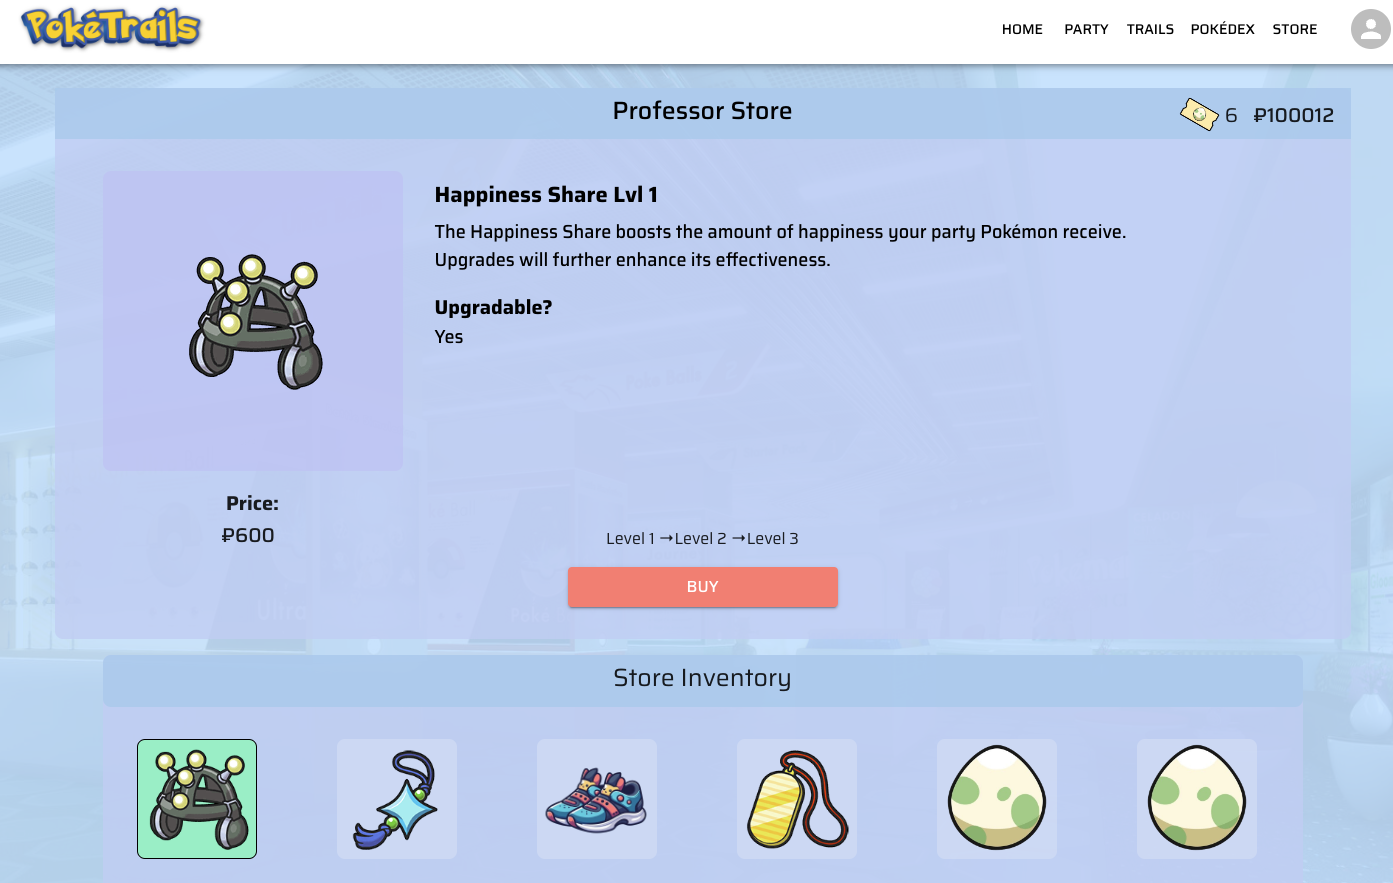 PokéTrails
HOME PARTY TRAILS POKÉDEX STORE
Professor Store
6 ₽100012
Happiness Share Lvl 1
The Happiness Share boosts the amount of happiness your party Pokémon receive.
Upgrades will further enhance its effectiveness.
Upgradable?
Yes
Price:
₽600
Level 1 →Level 2 →Level 3
BUY
Ultra
Poké
Store Inventory